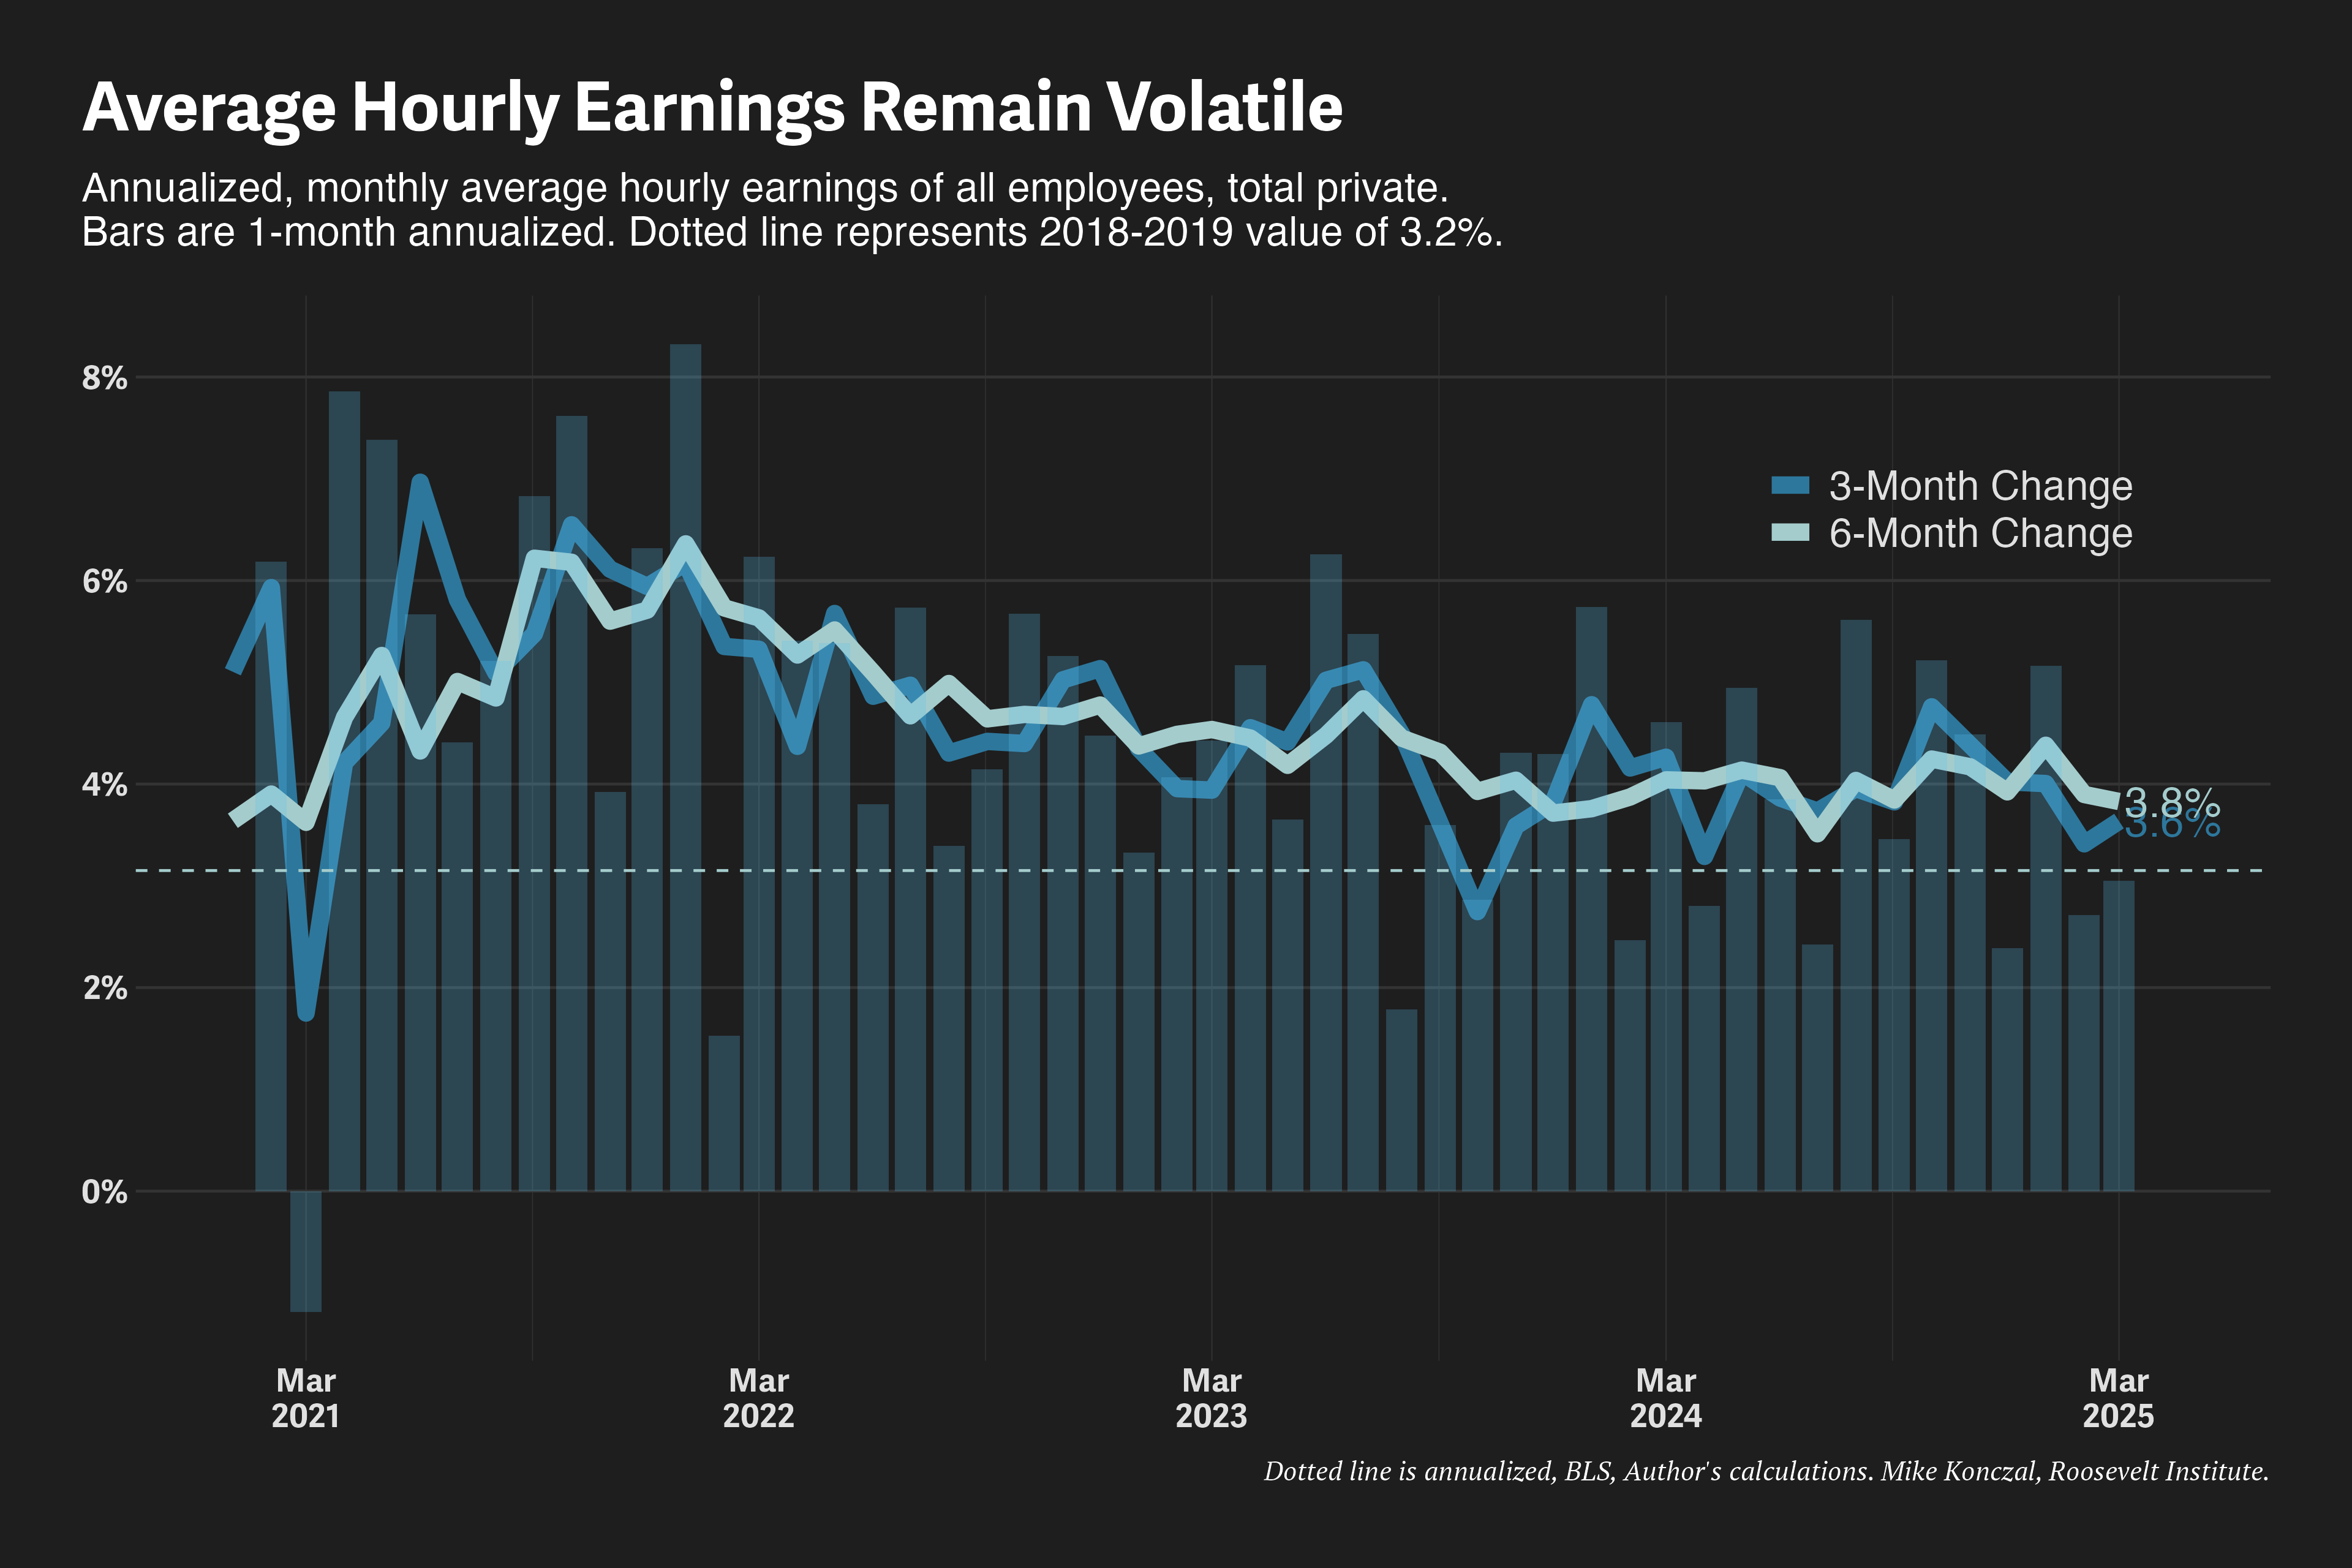 Average Hourly Earnings Remain Volatile
Annualized, monthly average hourly earnings of all employees, total private.
Bars are 1-month annualized. Dotted line represents 2018-2019 value of 3.2%.
8%
6%
4%
2%
0%
3-Month Change
6-Month Change
3.8%
3.6%
Mar
2021
Mar
2022
Mar
2023
Mar
2024
Mar
2025
Dotted line is annualized, BLS, Author's calculations. Mike Konczal, Roosevelt Institute.